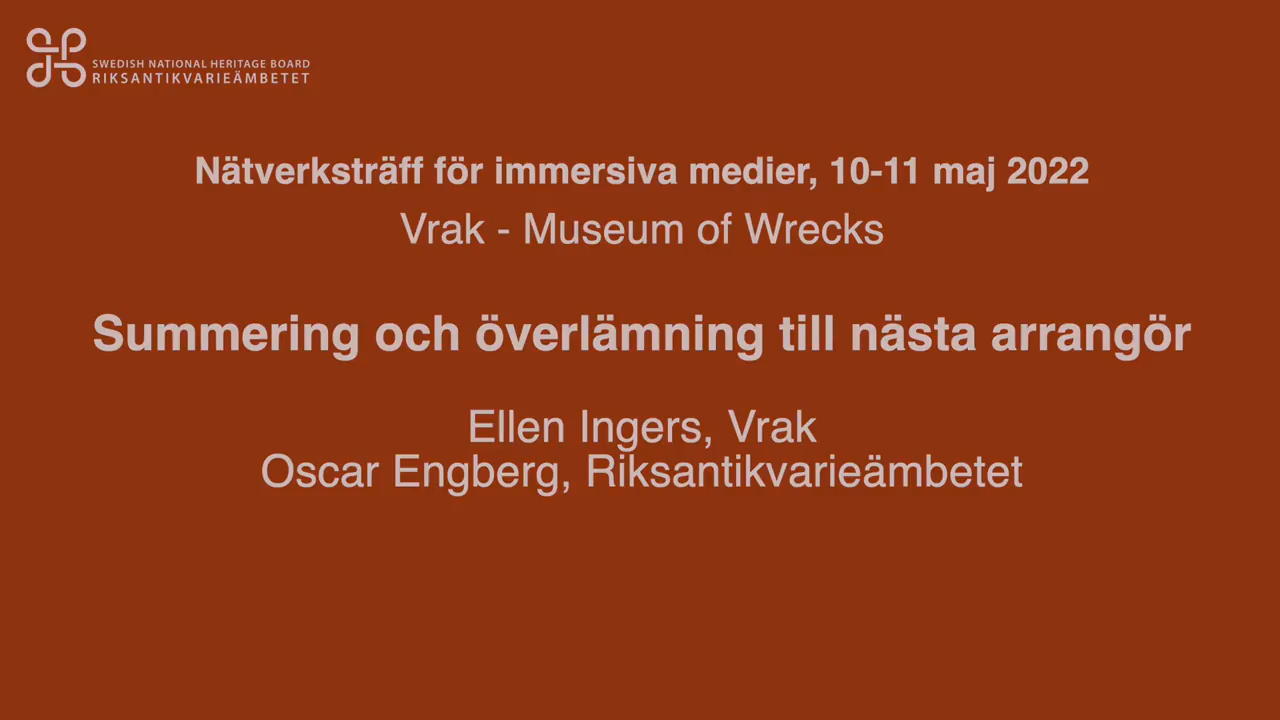 SWEDISH NATIONAL HERITAGE BOARD
RIKSANTIKVARIEÄMBETET
Nätverksträff för immersiva medier, 10-11 maj 2022
Vrak - Museum of Wrecks
Summering och överlämning till nästa arrangör
Ellen Ingers, Vrak
Oscar Engberg, Riksantikvarieämbetet